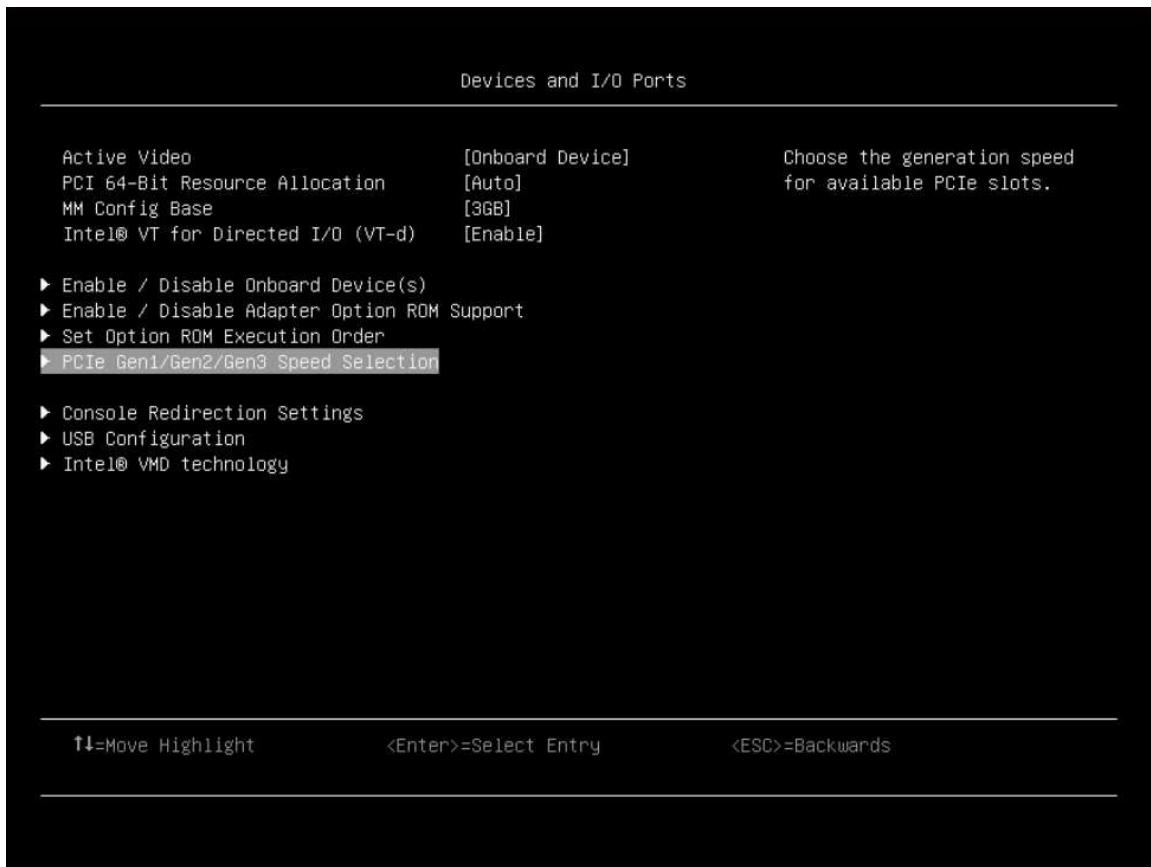 Devices and I/O Ports
Active Video [Onboard Device] Choose the generation speed
PCI 64-Bit Resource Allocation [Auto] for available PCIe slots.
MM Config Base [3GB]
Intel® VT for Directed I/O (VT-d) [Enable]
▶ Enable / Disable Onboard Device(s)
▶ Enable / Disable Adapter Option ROM Support
▶ Set Option ROM Execution Order
▶ PCIe Gen1/Gen2/Gen3 Speed Selection
▶ Console Redirection Settings
▶ USB Configuration
▶ Intel® VMD technology
↑↓=Move Highlight <Enter>=Select Entry <ESC>=Backwards